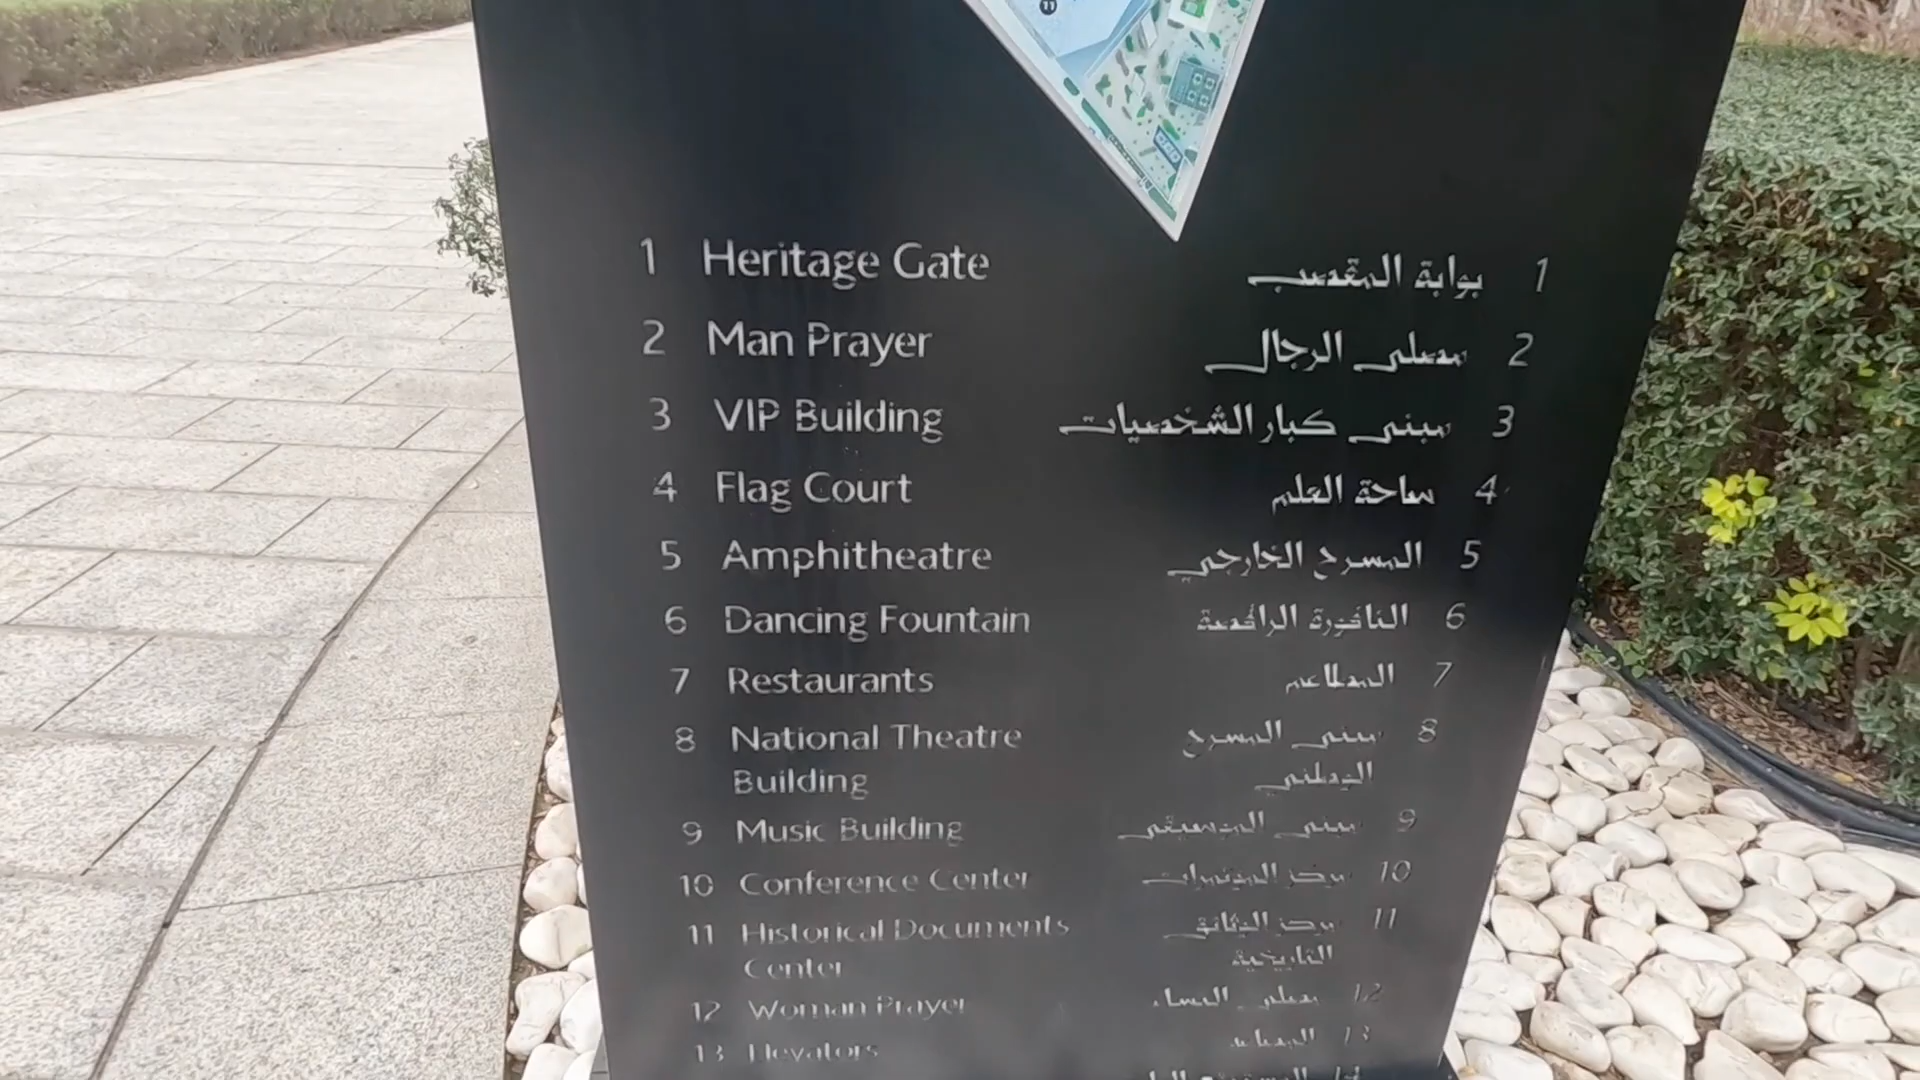 1 Heritage Gate بوابة المقصب 1
2 Man Prayer مصلى الرجال 2
3 VIP Building مبنى كبار الشخصيات 3
4 Flag Court ساحة العلم 4
5 Amphitheatre المسرح الخارجي 5
6 Dancing Fountain النافورة الراقصة 6
7 Restaurants المطاعم 7
8 National Theatre مبنى المسرح 8
Building الوطني
9 Music Building مبنى الموسيقى 9
10 Conference Center مركز المؤتمرات 10
11 Historical Documents مركز الوثائق 11
Center التاريخية
12 Woman Prayer مصلى النساء 12
13 Elevators المصاعد 13
14